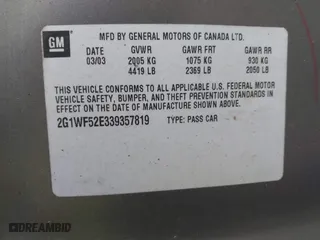 GM
MFD BY GENERAL MOTORS OF CANADA LTD.
DATE GVWR GAWR FRT GAWR RR
03/03 2005 KG 1075 KG 930 KG
4419 LB 2369 LB 2050 LB
THIS VEHICLE CONFORMS TO ALL APPLICABLE U.S. FEDERAL MOTOR
VEHICLE SAFETY, BUMPER, AND THEFT PREVENTION STANDARDS IN
EFFECT ON THE DATE OF MANUFACTURE SHOWN ABOVE.
2G1WF52E339357819 TYPE: PASS CAR
DREAMBID